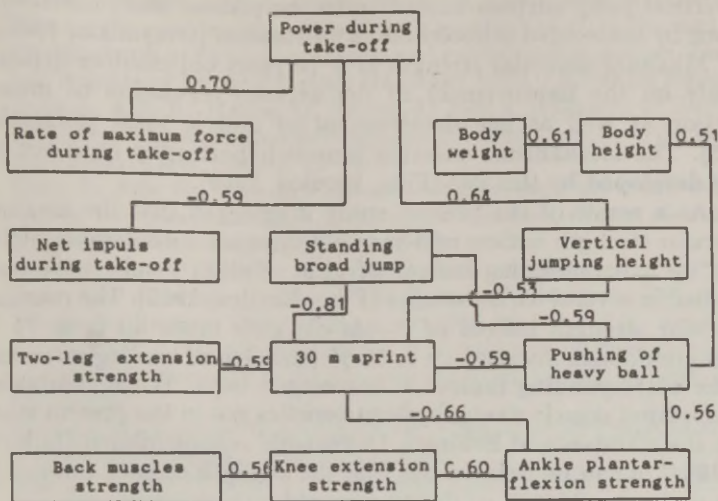 Power during
take-off
0.70
Rate of maximum force
during take-off
Body
weight
0.61
Body
height
0.51
-0.59
0.64
Net impuls
during take-off
Standing
broad jump
Vertical
jumping height
-0.53
-0.81
-0.59
Two-leg extension
strength
-0.59
30 m sprint
-0.59
Pushing of
heavy ball
-0.66
0.56
Back muscles
strength
0.56
Knee extension
strength
0.60
Ankle plantar-
flexion strength